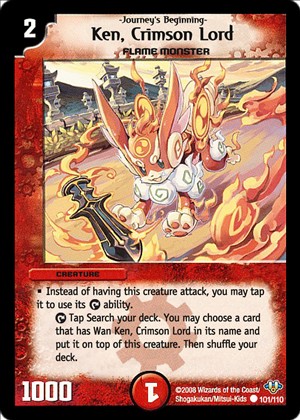 -Journey's Beginning-
2
Ken, Crimson Lord
FLAME MONSTER
CREATURE
■ Instead of having this creature attack, you may tap
it to use its ability.
Tap Search your deck. You may choose a card
that has Wan Ken, Crimson Lord in its name and
put it on top of this creature. Then shuffle your
deck.
1000
1
©2008 Wizards of the Coast/
Shogakukan/Mitsui-Kids ● 101/110